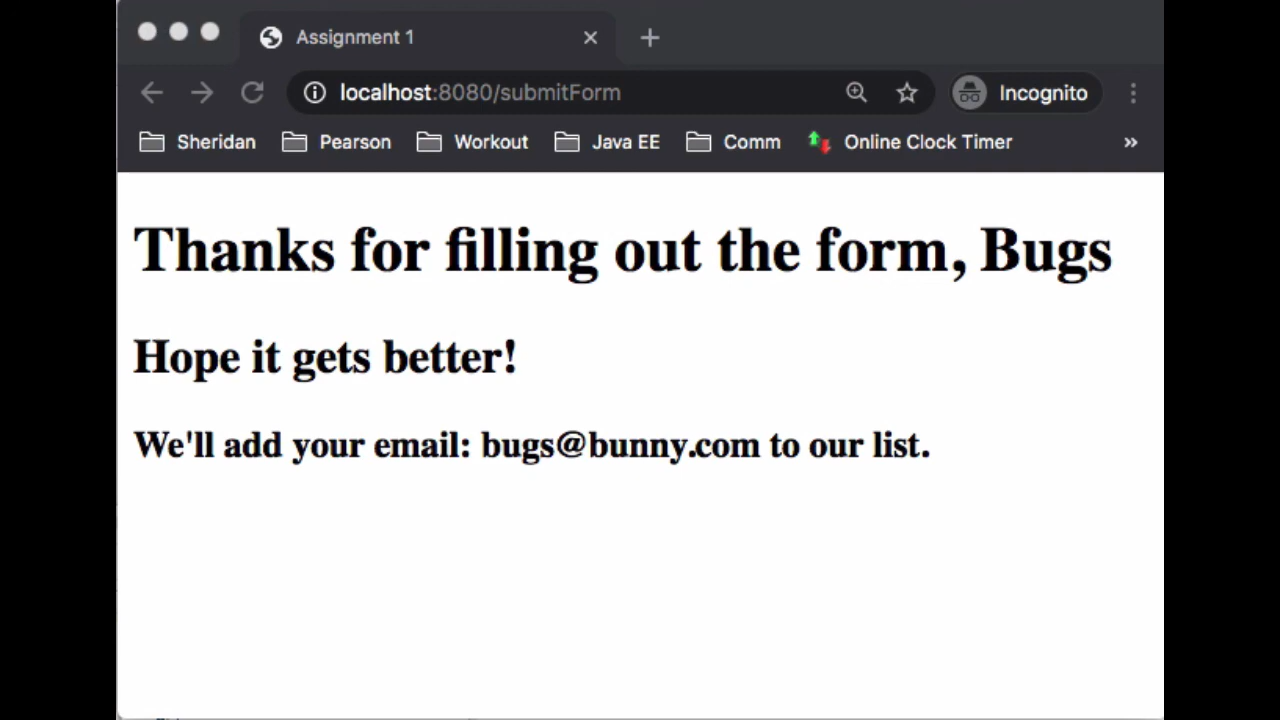 Assignment 1
localhost:8080/submitForm
Incognito
Sheridan Pearson Workout Java EE Comm Online Clock Timer »
Thanks for filling out the form, Bugs
Hope it gets better!
We'll add your email: bugs@bunny.com to our list.